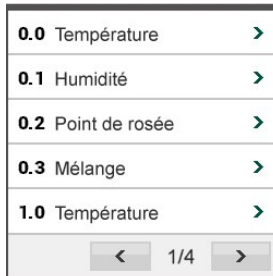 0.0 Température
0.1 Humidité
0.2 Point de rosée
0.3 Mélange
1.0 Température
1/4